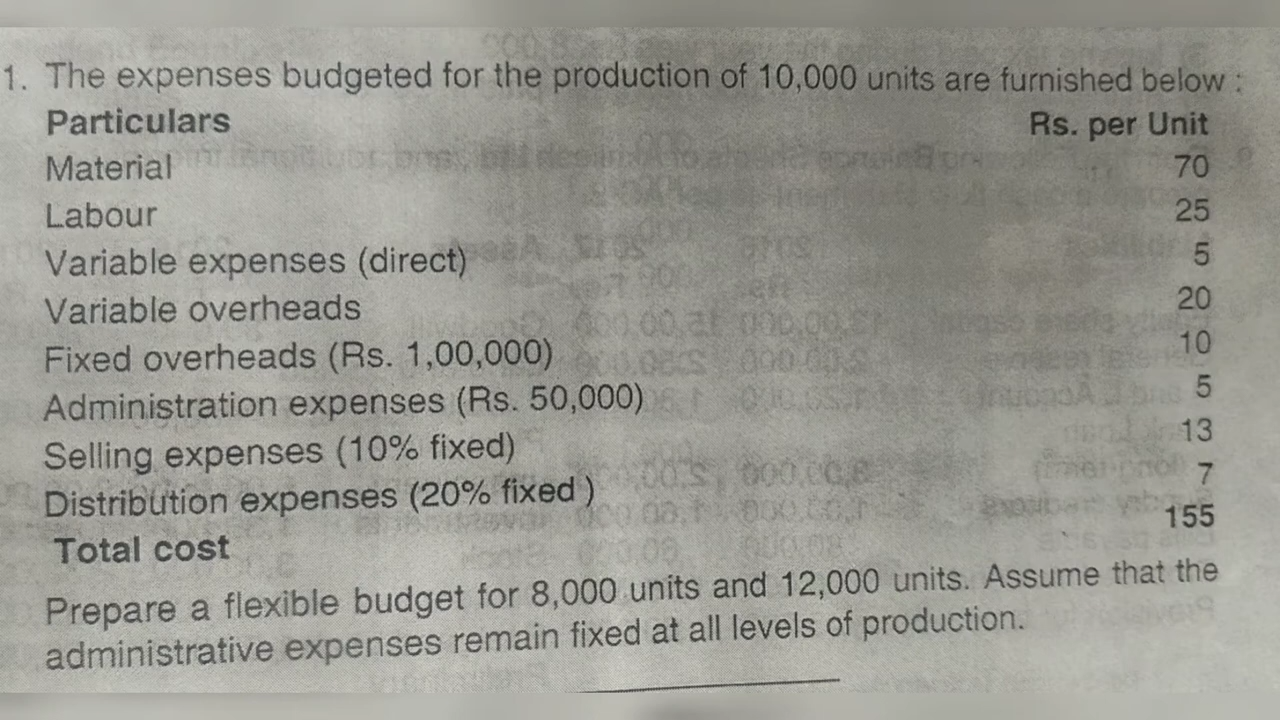 1. The expenses budgeted for the production of 10,000 units are furnished below :
Particulars Rs. per Unit
Material 70
Labour 25
Variable expenses (direct) 5
Variable overheads 20
Fixed overheads (Rs. 1,00,000) 10
Administration expenses (Rs. 50,000) 5
Selling expenses (10% fixed) 13
Distribution expenses (20% fixed ) 7
Total cost 155
Prepare a flexible budget for 8,000 units and 12,000 units. Assume that the
administrative expenses remain fixed at all levels of production.